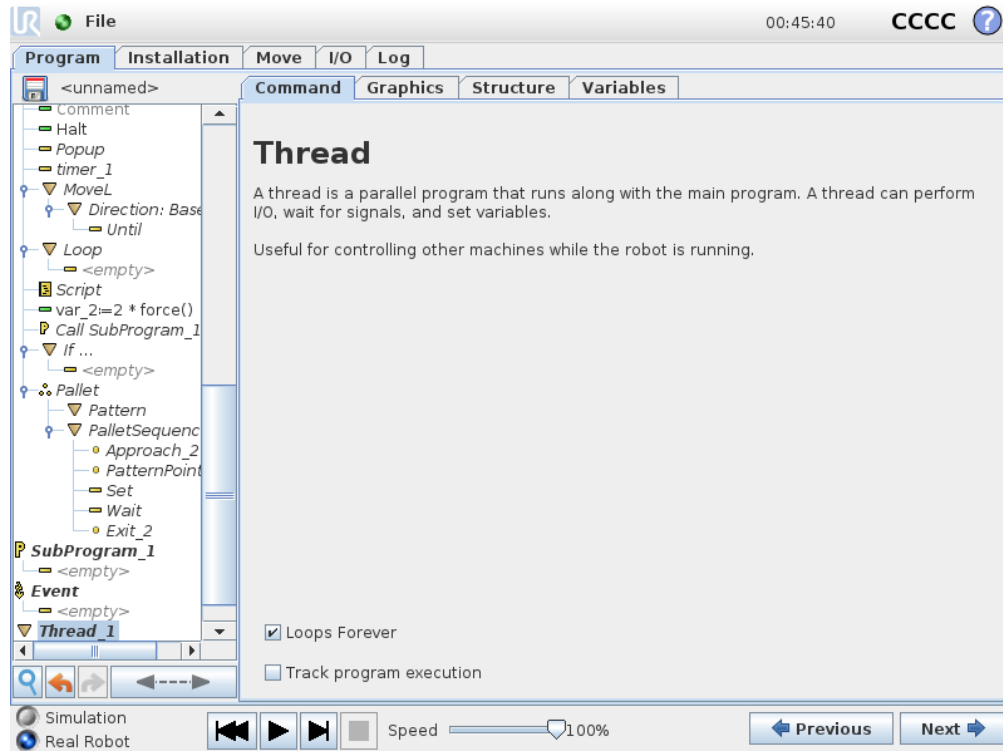 File
00:45:40
CCCC
?
Program
Installation
Move
I/O
Log
<unnamed>
Command
Graphics
Structure
Variables
Comment
Halt
Popup
timer_1
MoveL
Direction: Base
Until
Loop
<empty>
Script
var_2:=2 * force()
Call SubProgram_1
If ...
<empty>
Pallet
Pattern
PalletSequenc
Approach_2
PatternPoint
Set
Wait
Exit_2
SubProgram_1
<empty>
Event
<empty>
Thread_1
Thread
A thread is a parallel program that runs along with the main program. A thread can perform
I/O, wait for signals, and set variables.
Useful for controlling other machines while the robot is running.
Loops Forever
Track program execution
Simulation
Real Robot
Speed
100%
Previous
Next